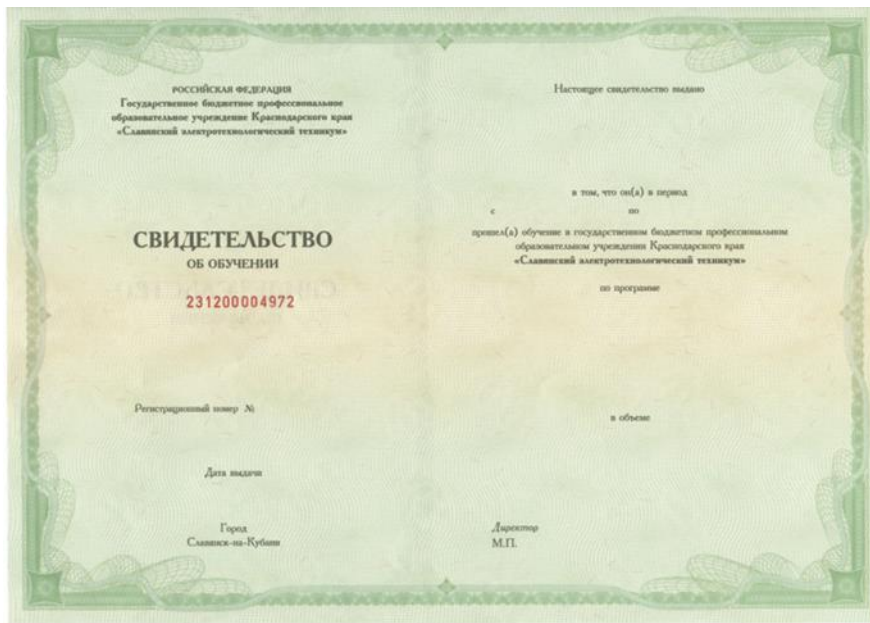 РОССИЙСКАЯ ФЕДЕРАЦИЯ
Государственное бюджетное профессиональное
образовательное учреждение Краснодарского края
«Славянский электротехнологический техникум»
СВИДЕТЕЛЬСТВО
ОБ ОБУЧЕНИИ
231200004972
Регистрационный номер №
Дата выдачи
Город
Славянск-на-Кубани
Настоящее свидетельство выдано
в том, что он(а) в период
с по
прошел(а) обучение в государственном бюджетном профессиональном
образовательном учреждении Краснодарского края
«Славянский электротехнологический техникум»
по программе
в объеме
Директор
М.П.